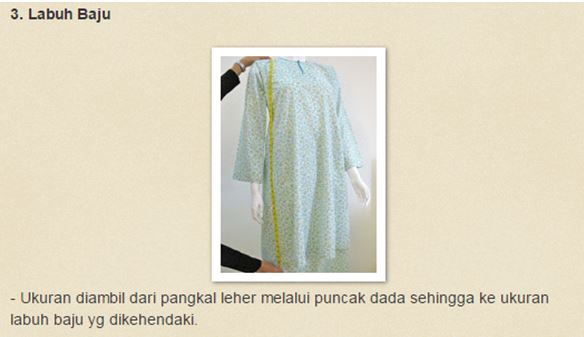 3. Labuh Baju
- Ukuran diambil dari pangkal leher melalui puncak dada sehingga ke ukuran
labuh baju yg dikehendaki.